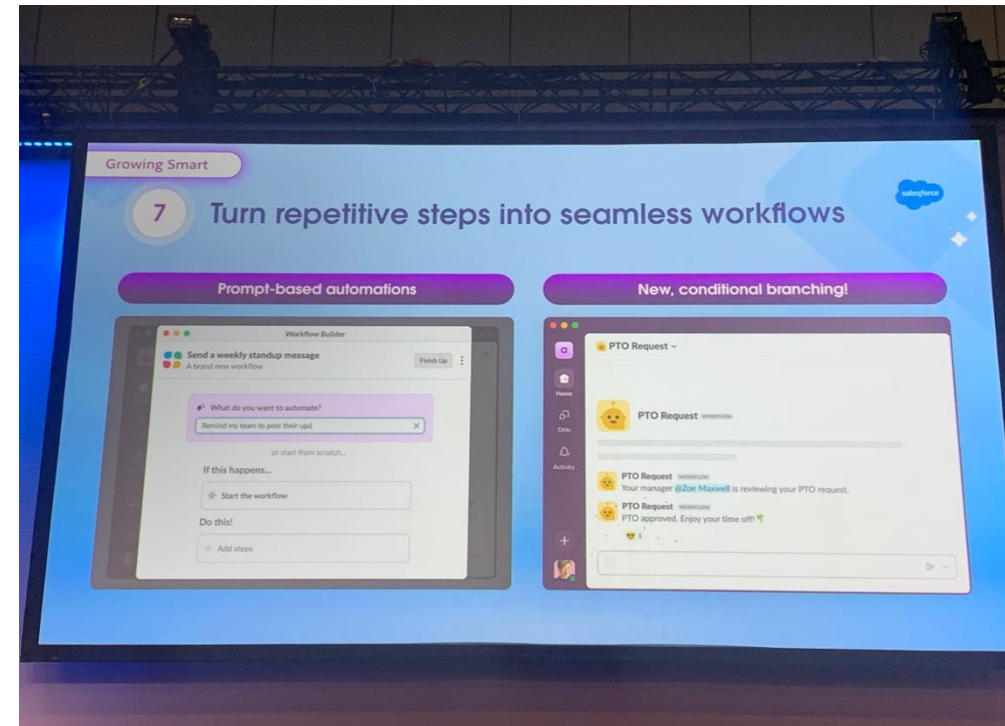 Growing Smart
7
Turn repetitive steps into seamless workflows
salesforce
Prompt-based automations
Workflow Builder
Send a weekly standup message
A brand new workflow
Finish Up
What do you want to automate?
Remind my team to post their upd
or start from scratch...
If this happens...
Start the workflow
Do this!
Add steps
New, conditional branching!
PTO Request
Home
DMs
Activity
PTO Request WORKFLOW
PTO Request WORKFLOW
Your manager @Zoe Maxwell is reviewing your PTO request.
PTO Request WORKFLOW
PTO approved. Enjoy your time off! 🌴
1